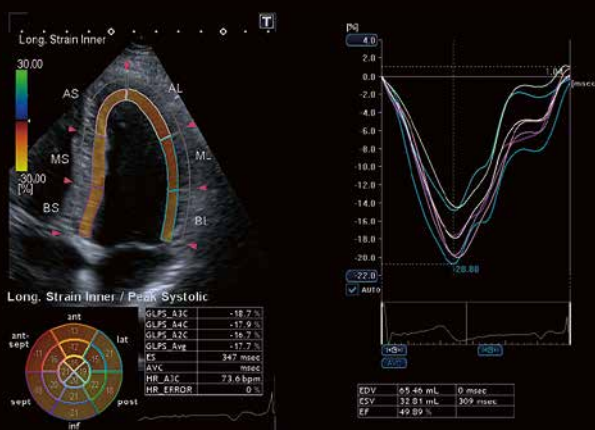 T
Long. Strain Inner
30.00
-30.00
[%]
AS
AL
MS
ML
BS
BL
[%]
4.0
2.0
0.0
-2.0
-4.0
-6.0
-8.0
-10.0
-12.0
-14.0
-16.0
-18.0
-20.0
-22.0
[msec]
AUTO
Long. Strain Inner / Peak Systolic
ant
ant-sept
lat
sept
post
inf
GLPS_A3C -18.7 %
GLPS_A4C -17.9 %
GLPS_A2C -16.7 %
GLPS_Avg -17.7 %
ES 347 msec
AVC msec
HR_A3C 73.6 bpm
HR_ERROR 0 %
EDV 65.46 mL 0 msec
ESV 32.81 mL 309 msec
EF 49.89 %